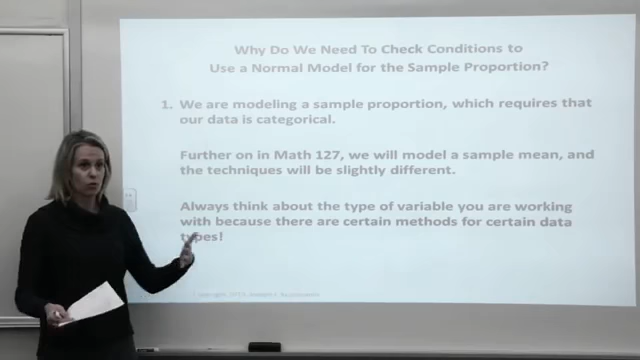 Why Do We Need To Check Conditions to
Use a Normal Model for the Sample Proportion?
1. We are modeling a sample proportion, which requires that
our data is categorical.
Further on in Math 127, we will model a sample mean, and
the techniques will be slightly different.
Always think about the type of variable you are working
with because there are certain methods for certain data
types!